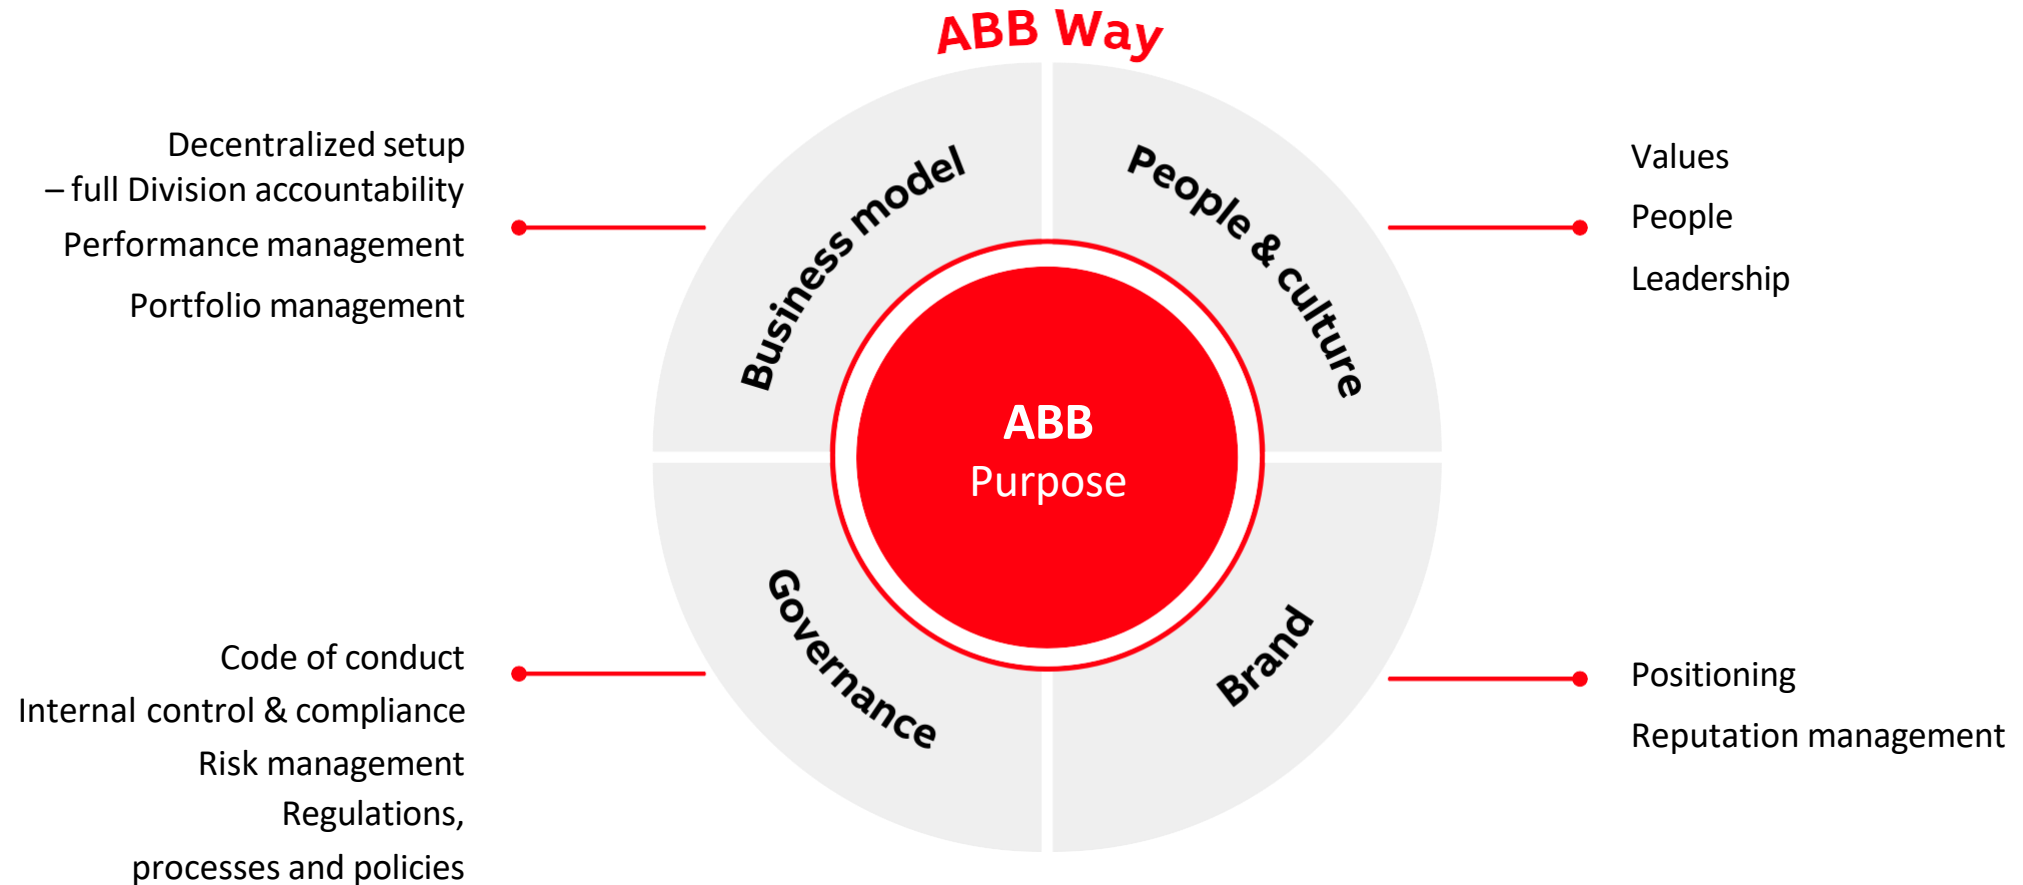 ABB Way
Decentralized setup
– full Division accountability
Performance management
Portfolio management
Business model
People & culture
Values
People
Leadership
ABB
Purpose
Code of conduct
Internal control & compliance
Risk management
Regulations,
processes and policies
Governance
Brand
Positioning
Reputation management